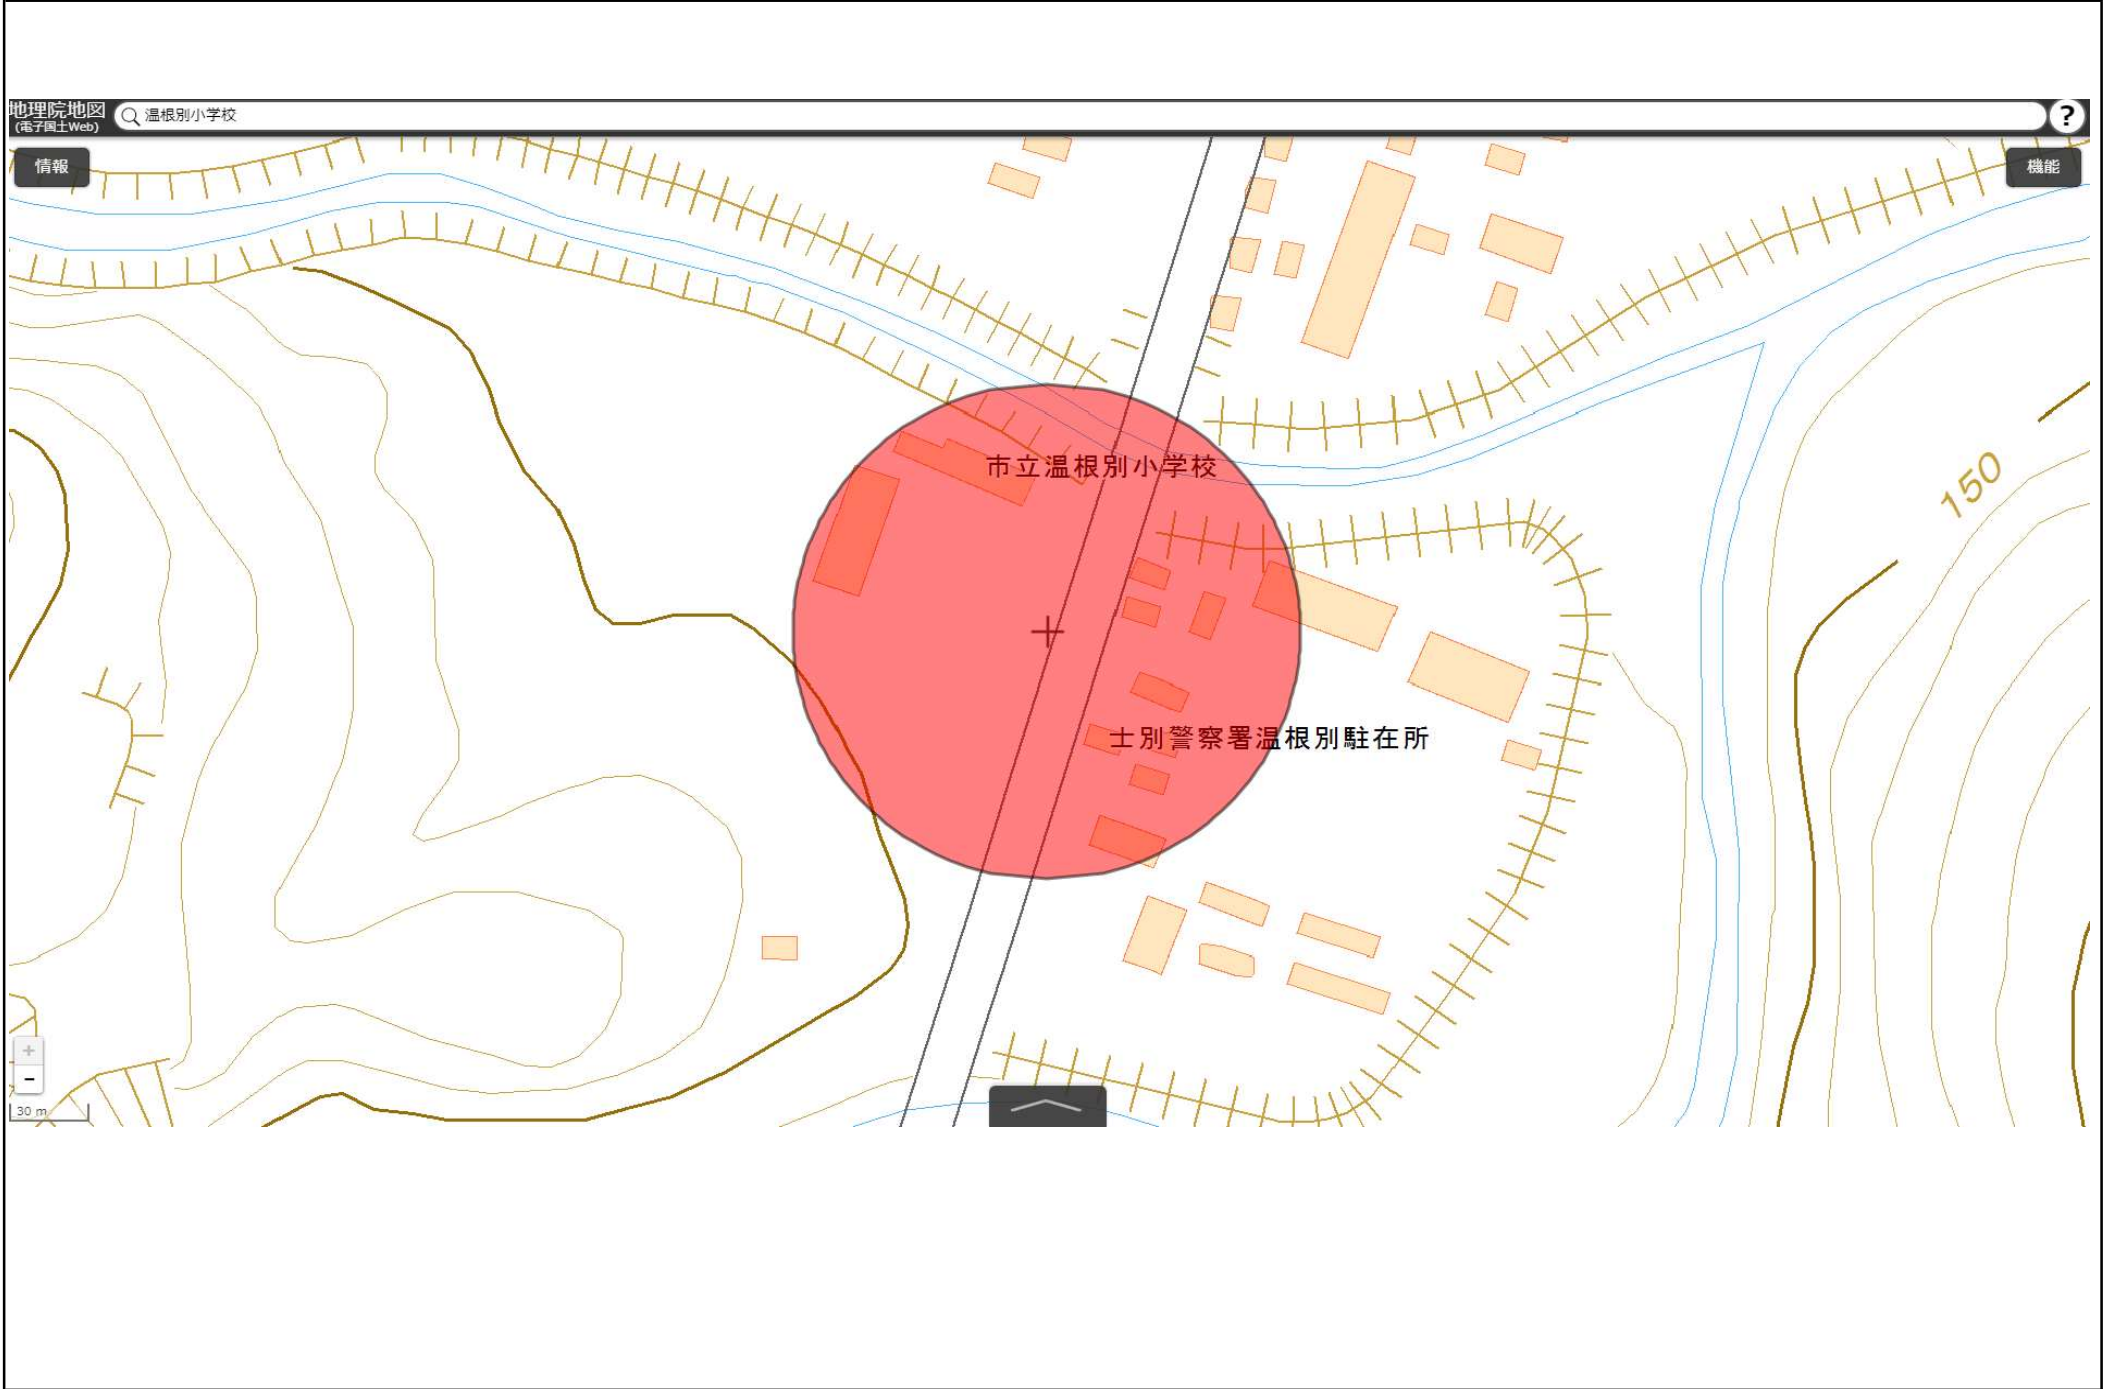 地理院地図
(電子国土Web)
温根別小学校
?
情報
機能
市立温根別小学校
150
士別警察署温根別駐在所
+
-
30 m